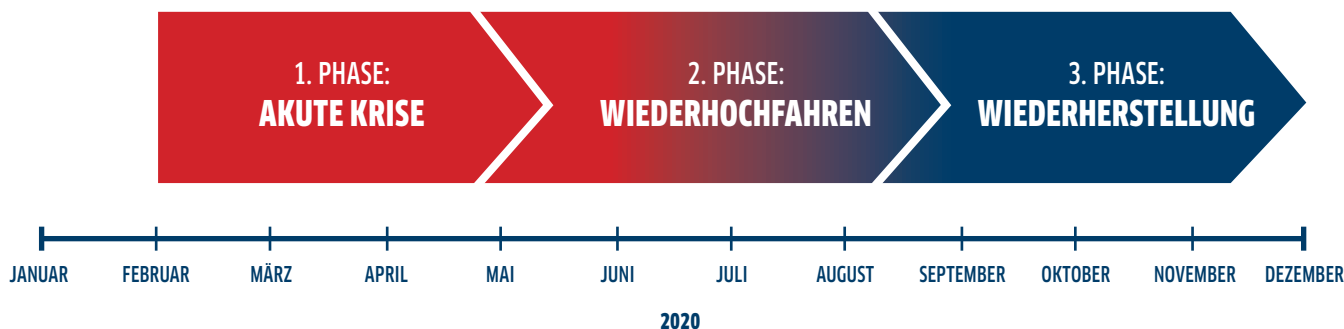 1. PHASE:
AKUTE KRISE
2. PHASE:
WIEDERHOCHFAHREN
3. PHASE:
WIEDERHERSTELLUNG
JANUAR FEBRUAR MÄRZ APRIL MAI JUNI JULI AUGUST SEPTEMBER OKTOBER NOVEMBER DEZEMBER
2020